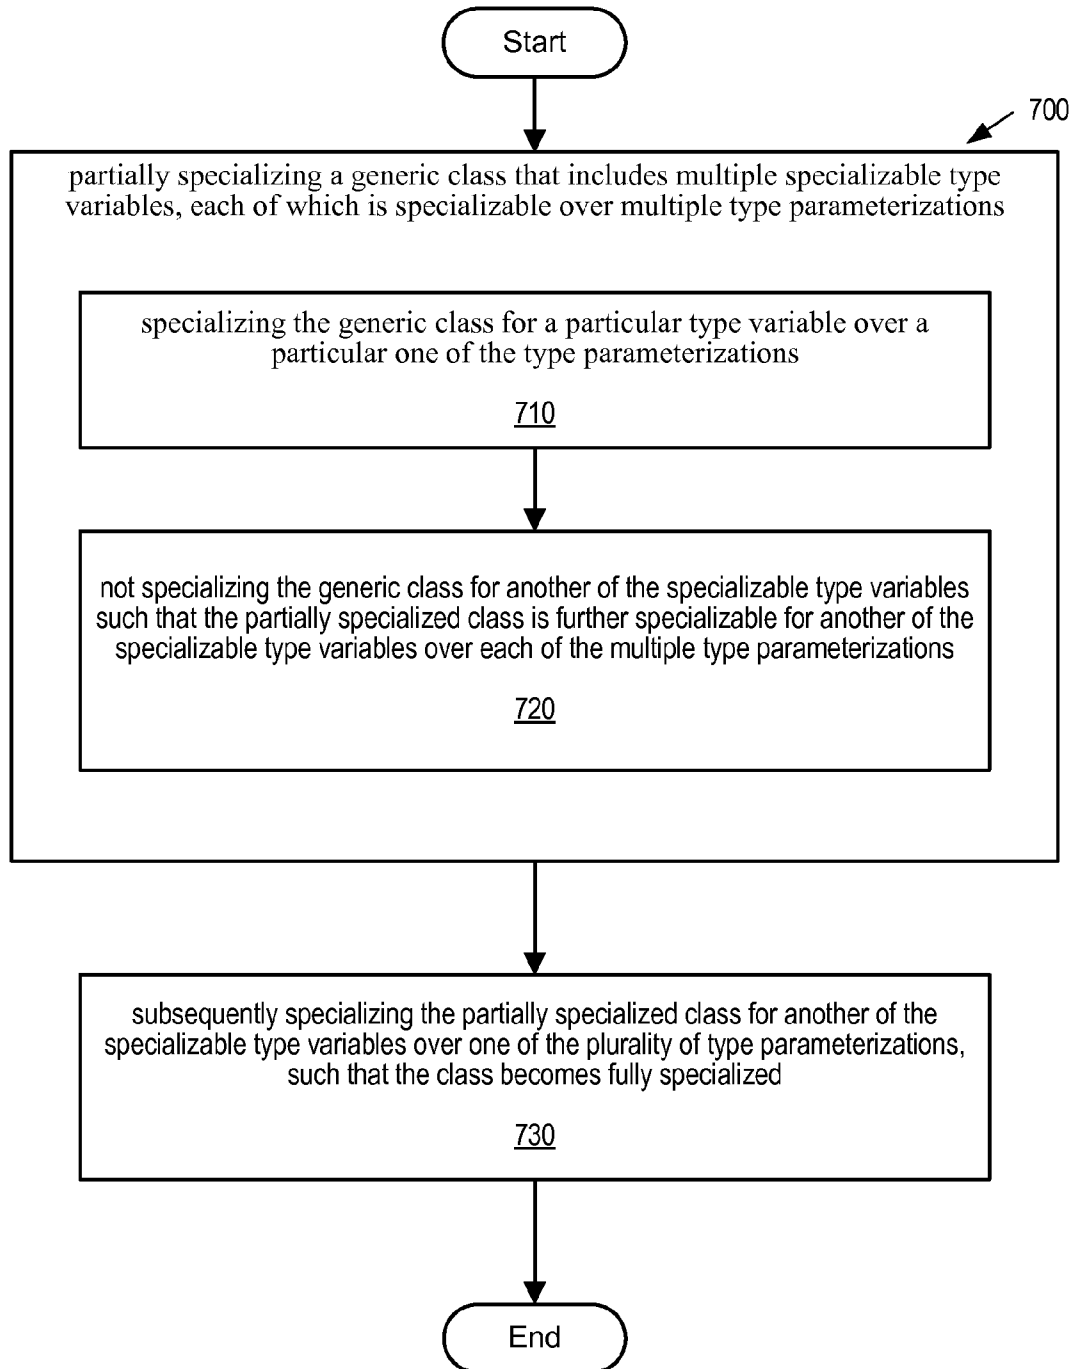 Start
700
partially specializing a generic class that includes multiple specializable type
variables, each of which is specializable over multiple type parameterizations
specializing the generic class for a particular type variable over a
particular one of the type parameterizations
710
not specializing the generic class for another of the specializable type variables
such that the partially specialized class is further specializable for another of the
specializable type variables over each of the multiple type parameterizations
720
subsequently specializing the partially specialized class for another of the
specializable type variables over one of the plurality of type parameterizations,
such that the class becomes fully specialized
730
End